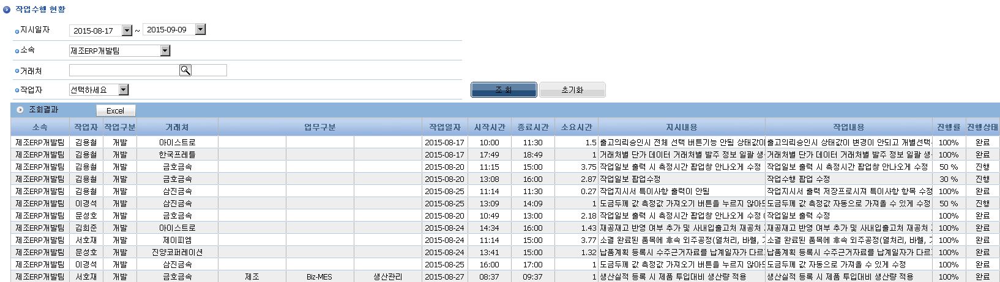 작업수행 현황
지시일자 2015-08-17 ~ 2015-09-09
소속 제조ERP개발팀
거래처
작업자 선택하세요 조 회 초기화
조회결과 Excel
소속 작업자 작업구분 거래처 업무구분 작업일자 시작시간 종료시간 소요시간 지시내용 작업내용 진행률 진행상태
제조ERP개발팀 김용철 개발 아이스트로 2015-08-17 10:00 11:30 1.5 출고의뢰승인시 전체 선택 버튼기능 안됨 상태값이 출고의뢰승인시 상태값이 변경이 안되고 개별선택 100% 완료
제조ERP개발팀 김용철 개발 한국프레틀 2015-08-17 17:49 18:49 1 거래처별 단가 데이터 거래처별 발주 정보 일괄 생 거래처별 단가 데이터 거래처별 발주 정보 일괄 생 100% 완료
제조ERP개발팀 김용철 개발 금호금속 2015-08-20 11:15 15:00 3.75 작업일보 출력 시 측정시간 팝업창 안나오게 수정 작업일보 출력 시 측정시간 팝업창 안나오게 수정 50 % 진행
제조ERP개발팀 김용철 개발 금호금속 2015-08-20 13:08 16:00 2.87 작업일보 팝업수정 작업수행 팝업 수정 30 % 진행
제조ERP개발팀 김용철 개발 삼진금속 2015-08-25 11:14 11:30 0.27 작업지시서 특이사항 출력이 안됨 작업지시서 출력 저장프로시져 특이사항 항목 수정 100% 완료
제조ERP개발팀 이경석 개발 삼진금속 2015-08-25 13:09 14:09 1 도금두께 값 측정값 가져오기 버튼을 누르지 않아도 도금두께 값 측정값 자동으로 가져올 수 있게 수정 50 % 진행
제조ERP개발팀 문성호 개발 금호금속 2015-08-20 10:49 13:00 2.18 작업일보 출력 시 측정시간 팝업창 안나오게 수정 작업일보 출력 수정 100% 완료
제조ERP개발팀 김희준 개발 아이스트로 2015-08-24 14:34 16:00 1.43 재공재고 반영 여부 추가 및 사내입출고처 재공처 재공재고 반영 여부 추가 및 사내입출고처 재공처 100% 완료
제조ERP개발팀 서호재 개발 제이피엠 2015-08-24 11:14 15:00 3.77 소결 완료된 품목에 후속 외주공정(열처리, 바렐, 소결 완료된 품목에 후속 외주공정(열처리, 바렐, 100% 완료
제조ERP개발팀 문성호 개발 진양코퍼레이션 2015-08-24 13:41 15:00 1.32 납품계획 등록시 수주근거자료를 납계일자가 다르 납품계획 등록시 수주근거자료를 납계일자가 다르 100% 완료
제조ERP개발팀 이경석 개발 삼진금속 2015-08-25 16:00 17:00 1 도금두께 값 측정값 가져오기 버튼을 누르지 않아도 도금두께 값 자동으로 가져올 수 있게 수정 100% 완료
제조ERP개발팀 서호재 개발 금호금속 제조 Biz-MES 생산관리 2015-08-27 08:37 09:37 1 생산실적 등록 시 제품 투입대비 생산량 적용 생산실적 등록 시 제품 투입대비 생산량 적용 100% 완료